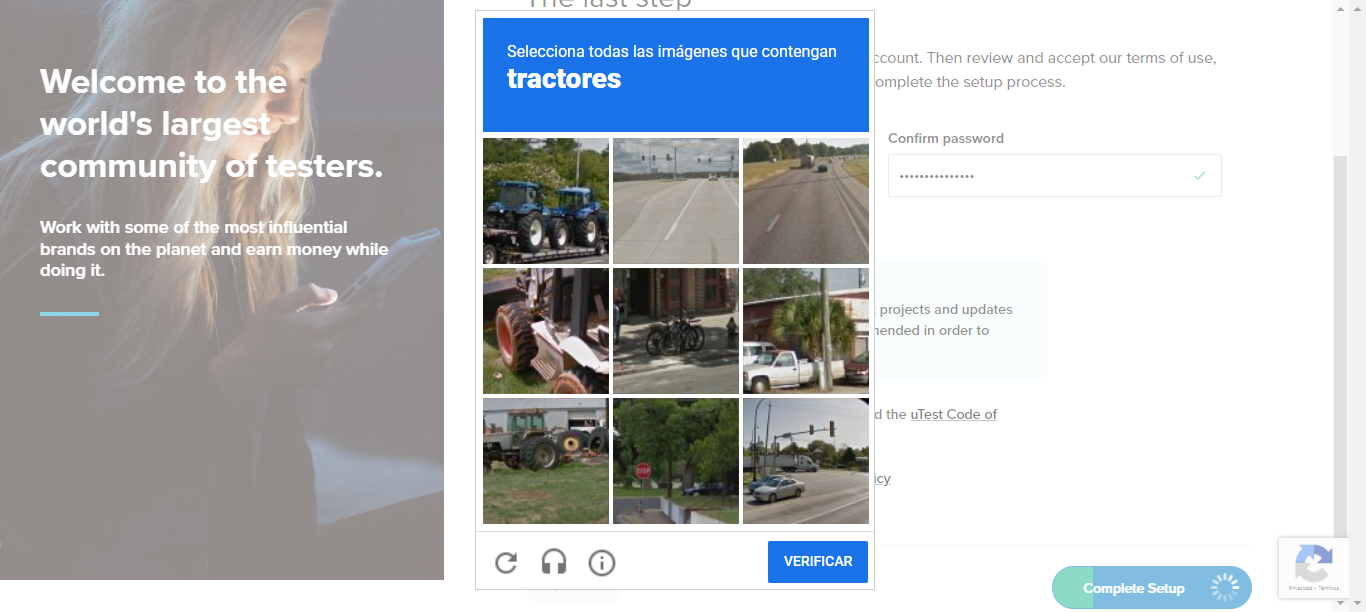 The last step
Welcome to the
world's largest
community of testers.
Work with some of the most influential
brands on the planet and earn money while
doing it.
Selecciona todas las imágenes que contengan
tractores
STOP
VERIFICAR
ccount. Then review and accept our terms of use,
omplete the setup process.
Confirm password
•••••••••••••••
projects and updates
nended in order to
d the uTest Code of
icy
Complete Setup
Privacidad - Términos